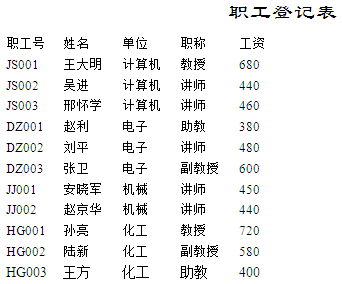 职工登记表
职工号 姓名 单位 职称 工资
JS001 王大明 计算机 教授 680
JS002 吴进 计算机 讲师 440
JS003 邢怀学 计算机 讲师 460
DZ001 赵利 电子 助教 380
DZ002 刘平 电子 讲师 480
DZ003 张卫 电子 副教授 600
JJ001 安晓军 机械 讲师 450
JJ002 赵京华 机械 讲师 440
HG001 孙亮 化工 教授 720
HG002 陆新 化工 副教授 580
HG003 王方 化工 助教 400